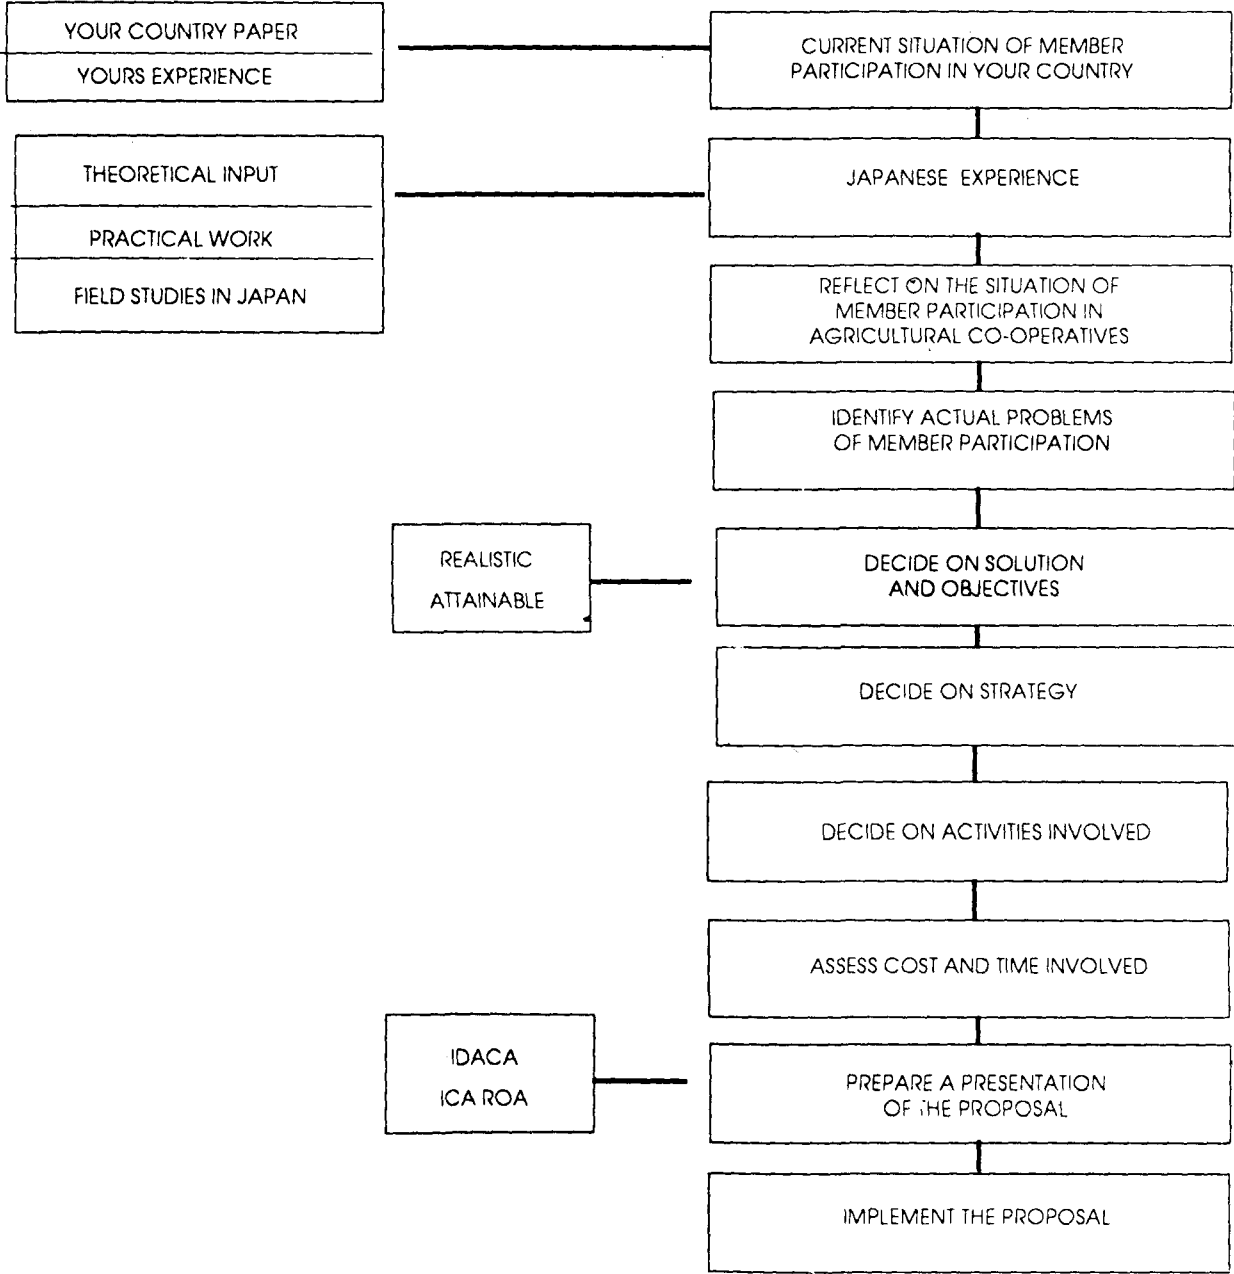 YOUR COUNTRY PAPER
YOURS EXPERIENCE
CURRENT SITUATION OF MEMBER
PARTICIPATION IN YOUR COUNTRY
THEORETICAL INPUT
PRACTICAL WORK
FIELD STUDIES IN JAPAN
JAPANESE EXPERIENCE
REFLECT ON THE SITUATION OF
MEMBER PARTICIPATION IN
AGRICULTURAL CO-OPERATIVES
IDENTIFY ACTUAL PROBLEMS
OF MEMBER PARTICIPATION
REALISTIC
ATTAINABLE
DECIDE ON SOLUTION
AND OBJECTIVES
DECIDE ON STRATEGY
DECIDE ON ACTIVITIES INVOLVED
ASSESS COST AND TIME INVOLVED
IDACA
ICA ROA
PREPARE A PRESENTATION
OF THE PROPOSAL
IMPLEMENT THE PROPOSAL